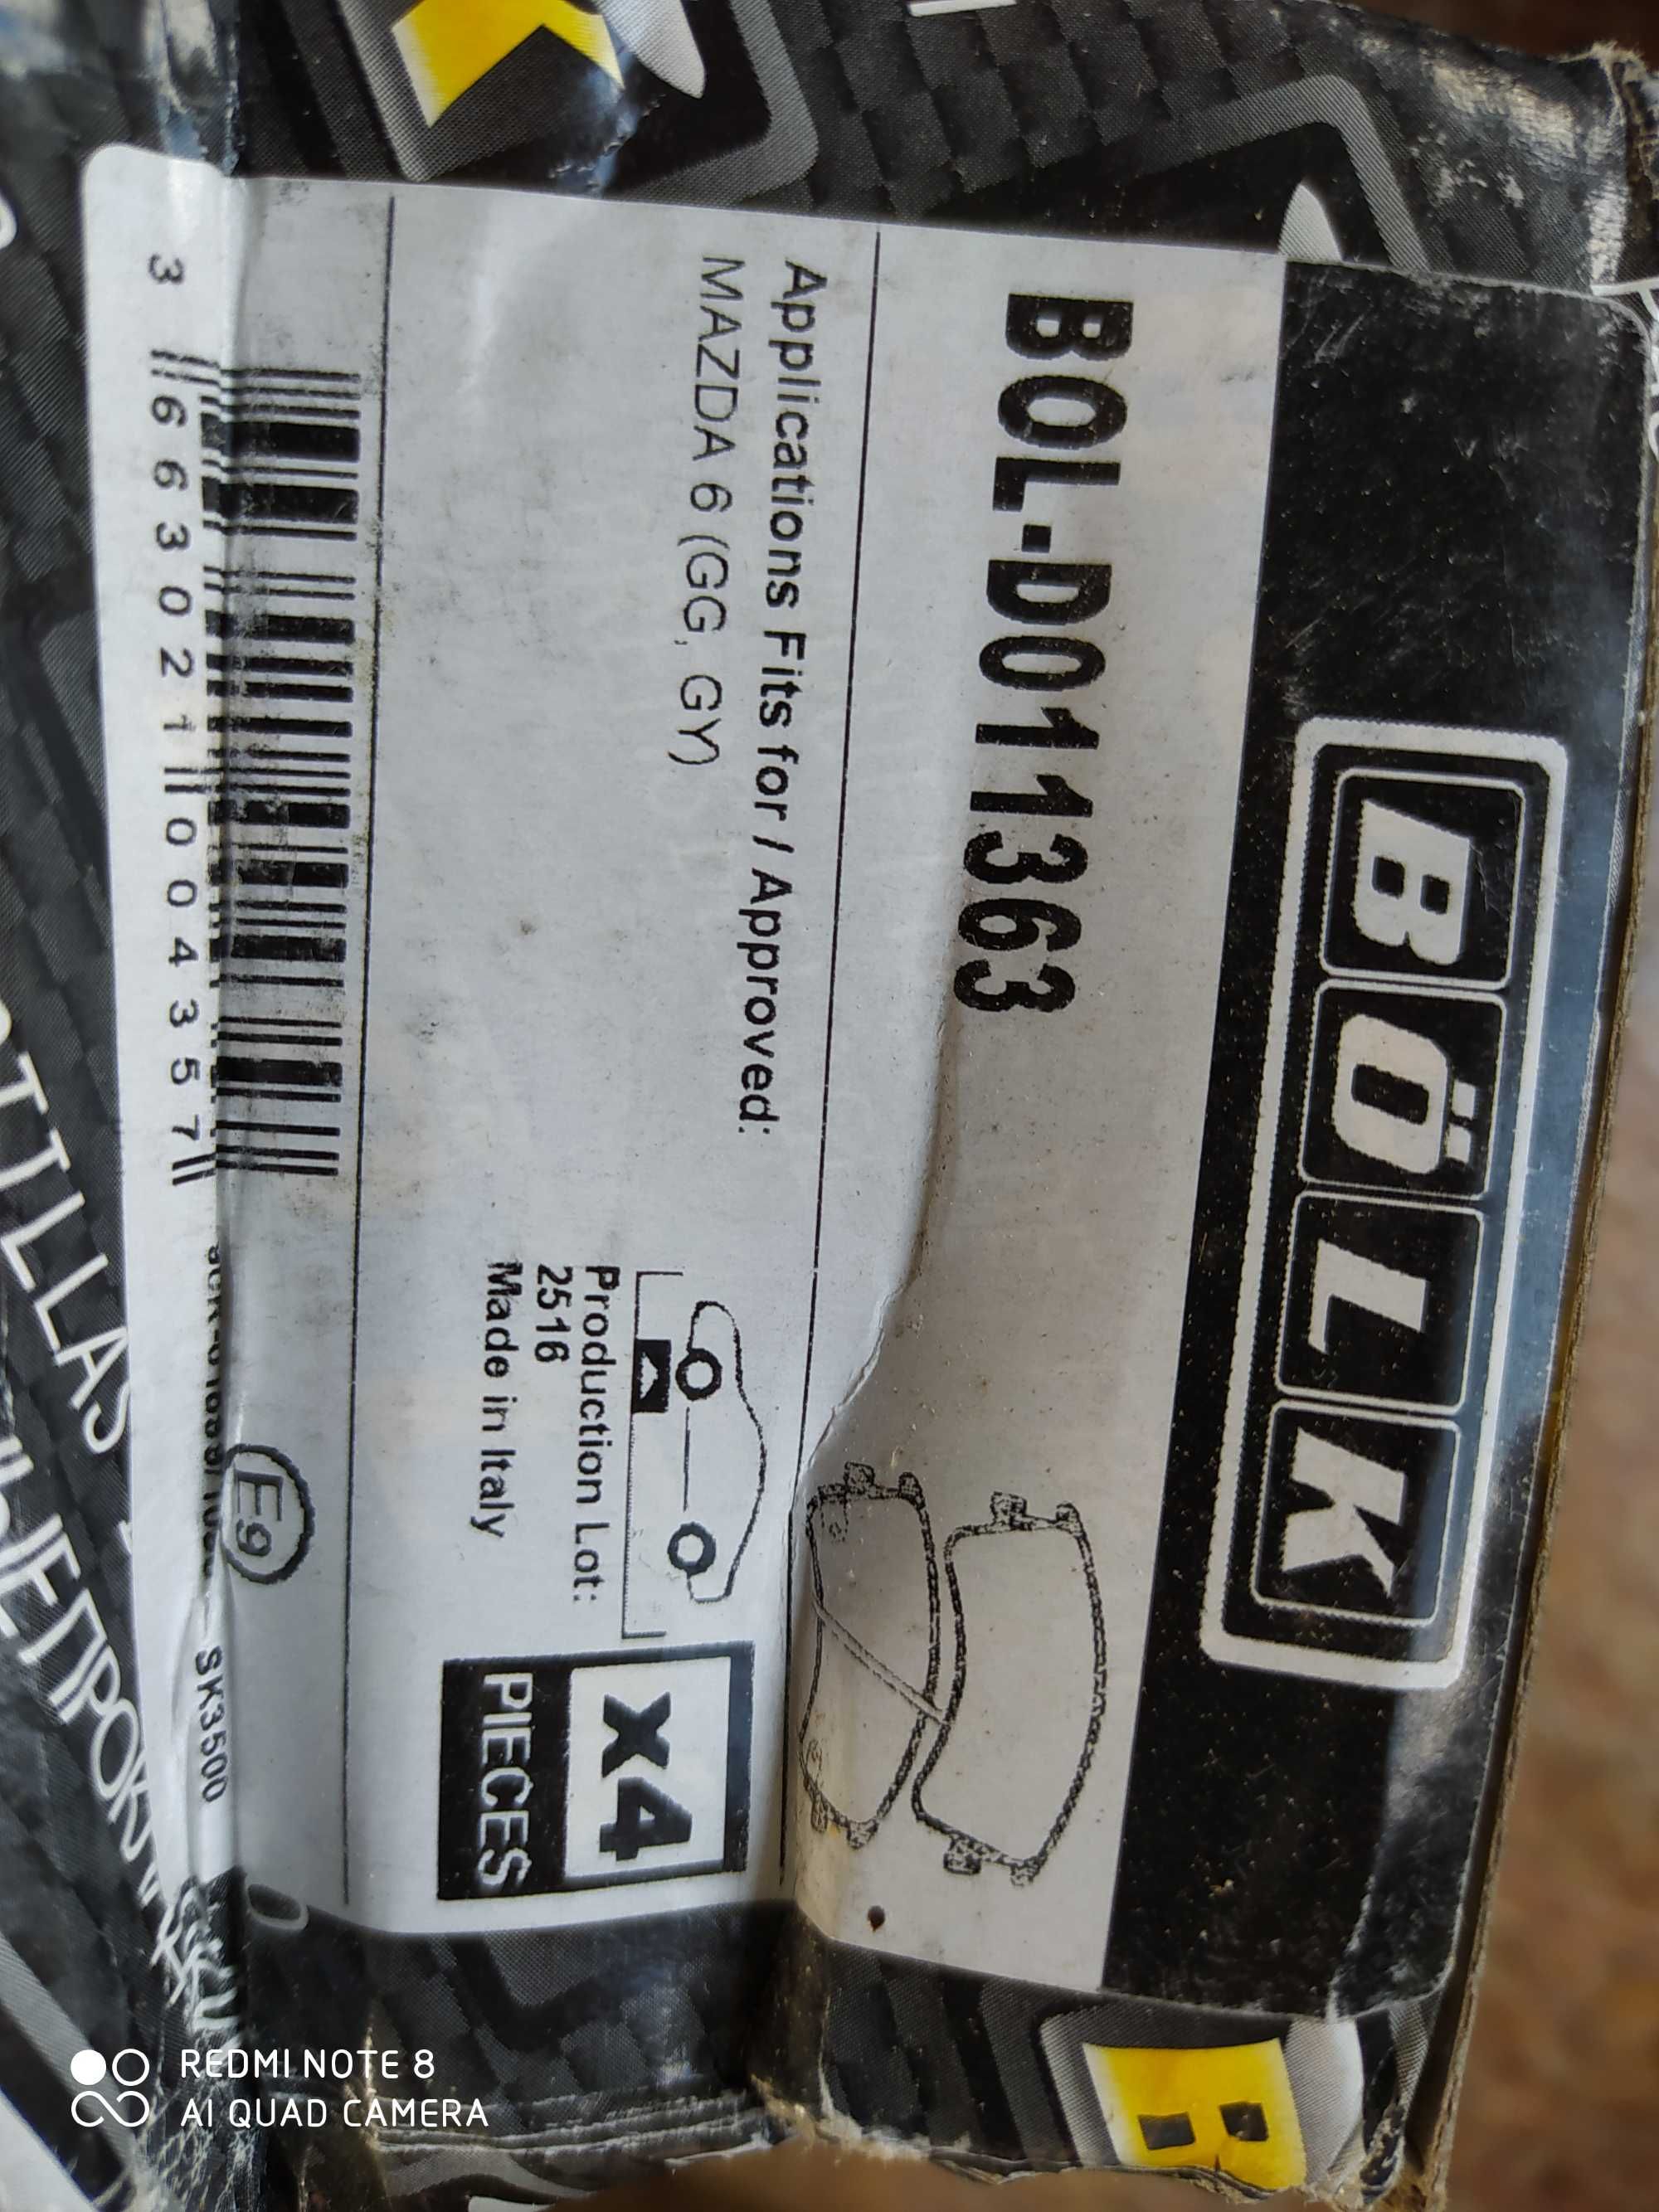 BÖLK
BOL-D011363
Applications Fits for / Approved:
MAZDA 6 (GG, GY)
Production Lot:
2516
Made in Italy
X4
PIECES
E9
3 663021 004357
SK3500
REDMI NOTE 8
AI QUAD CAMERA